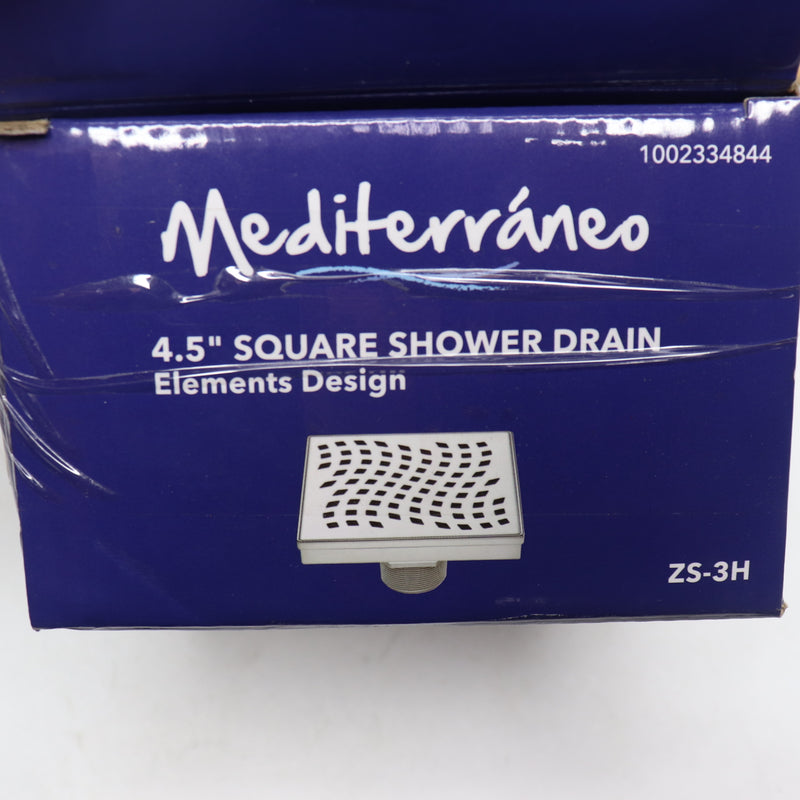 1002334844
Mediterráneo
4.5" SQUARE SHOWER DRAIN
Elements Design
ZS-3H